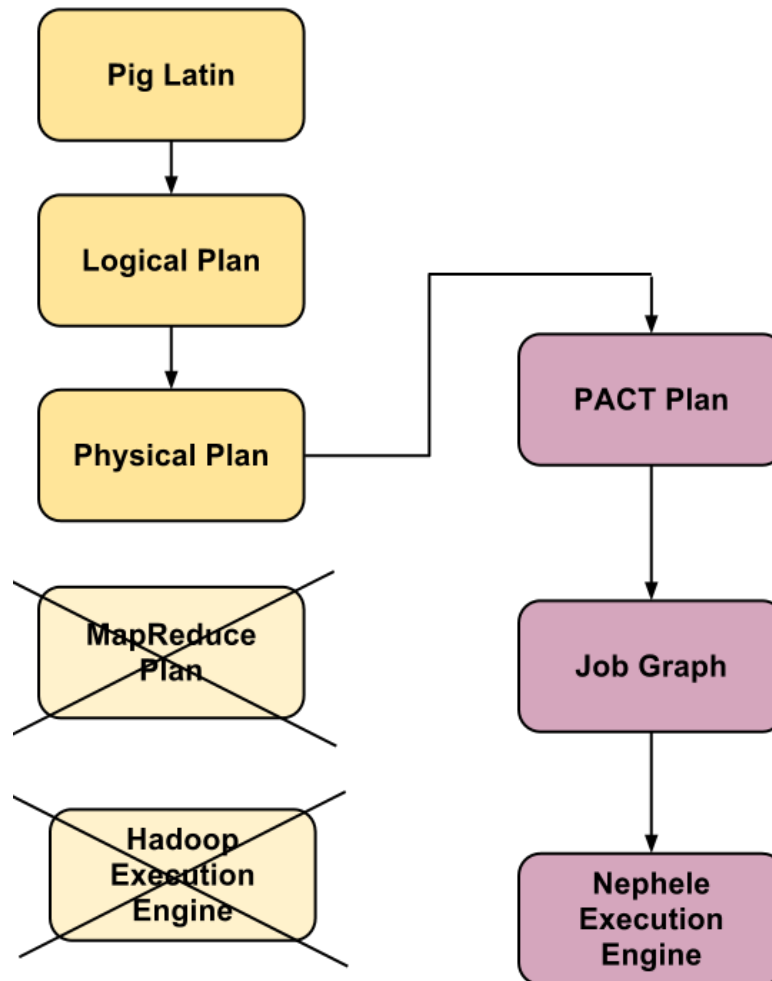 Pig Latin
Logical Plan
Physical Plan
MapReduce
Plan
Hadoop
Execution
Engine
PACT Plan
Job Graph
Nephele
Execution
Engine